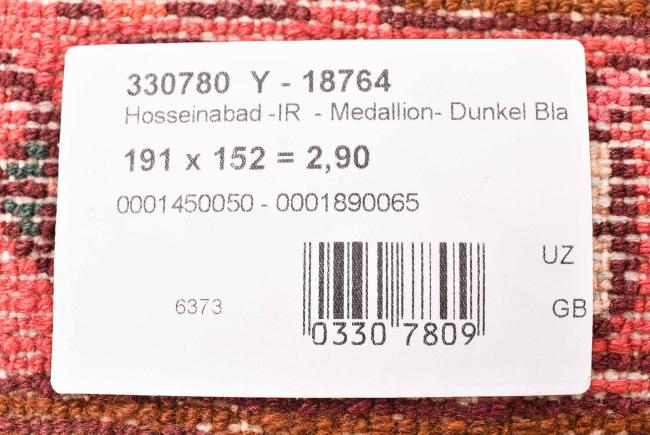 330780 Y - 18764
Hosseinabad -IR - Medallion- Dunkel Bla
191 x 152 = 2,90
0001450050 - 0001890065
UZ
6373
GB
0330 7809